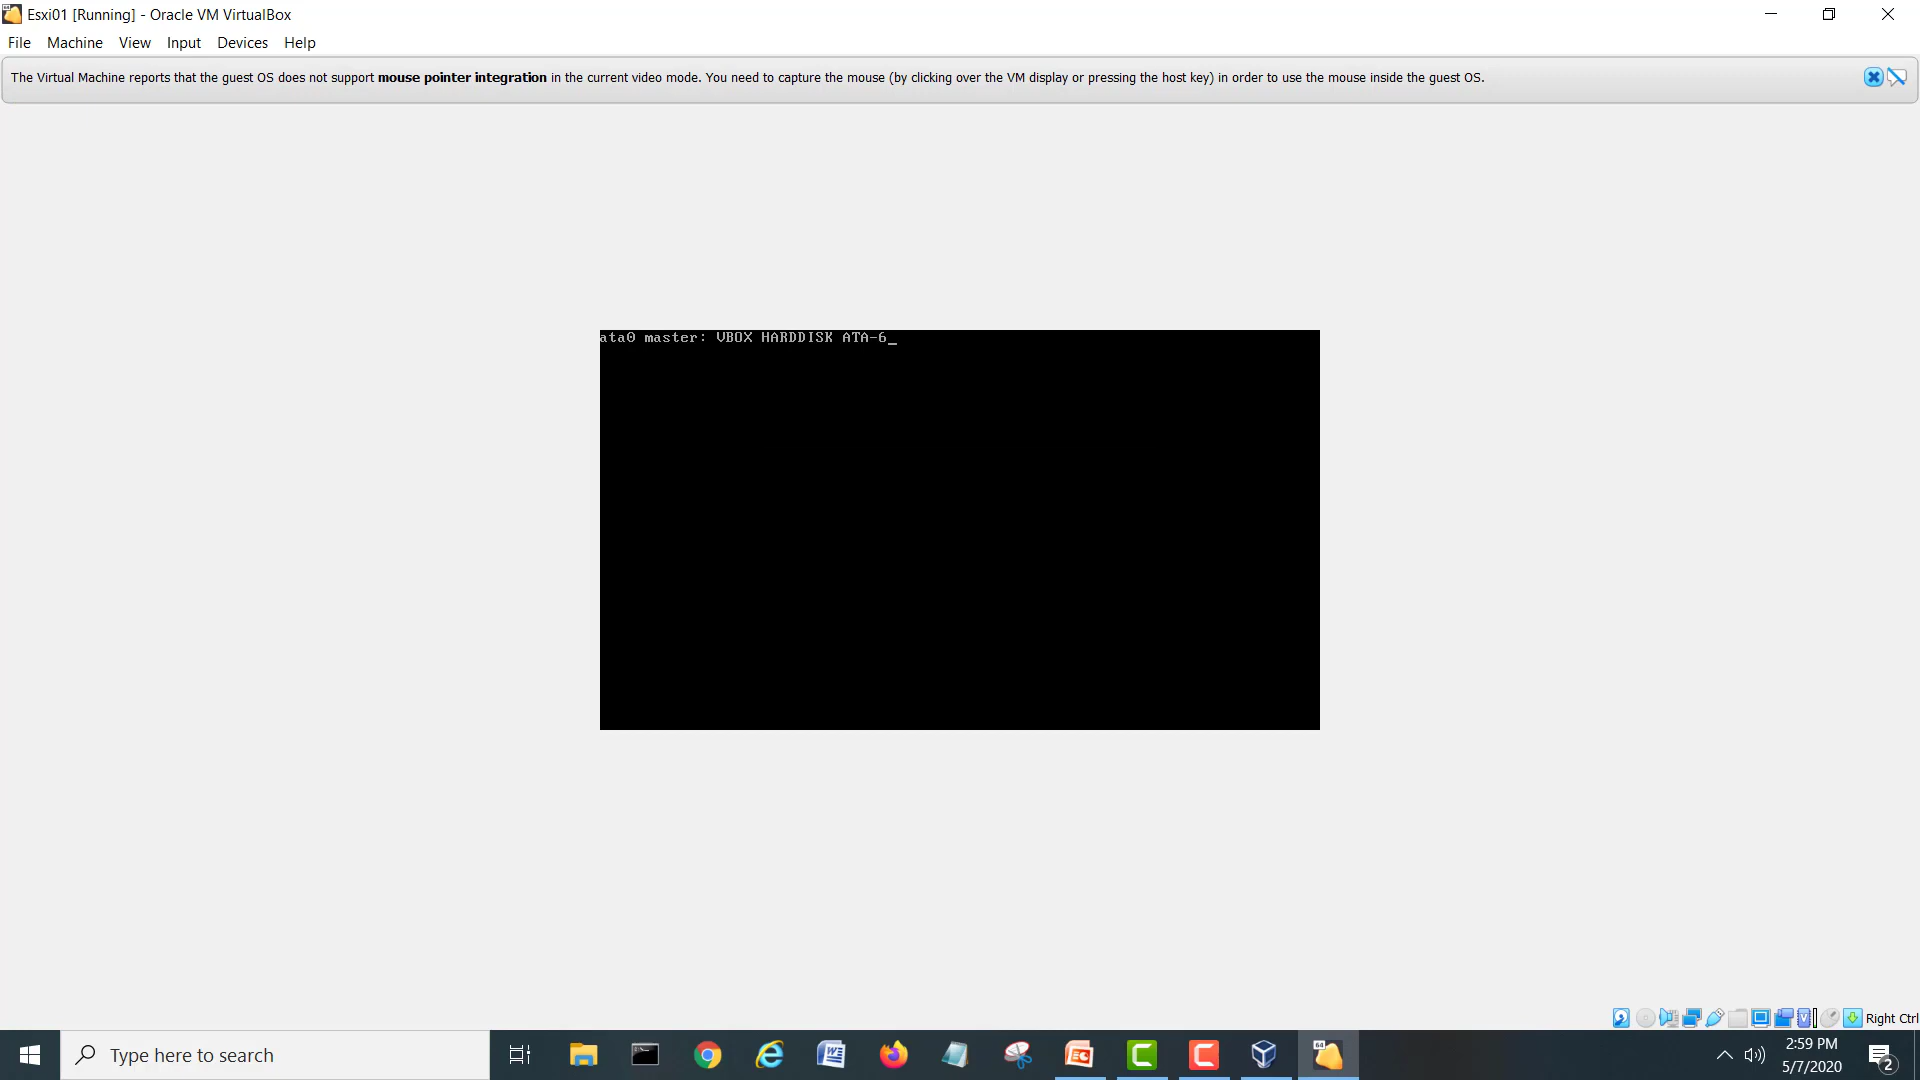 Esxi01 [Running] - Oracle VM VirtualBox
File Machine View Input Devices Help
The Virtual Machine reports that the guest OS does not support mouse pointer integration in the current video mode. You need to capture the mouse (by clicking over the VM display or pressing the host key) in order to use the mouse inside the guest OS.
ata0 master: VBOX HARDDISK ATA-6_
Right Ctrl
Type here to search
2:59 PM
5/7/2020
2